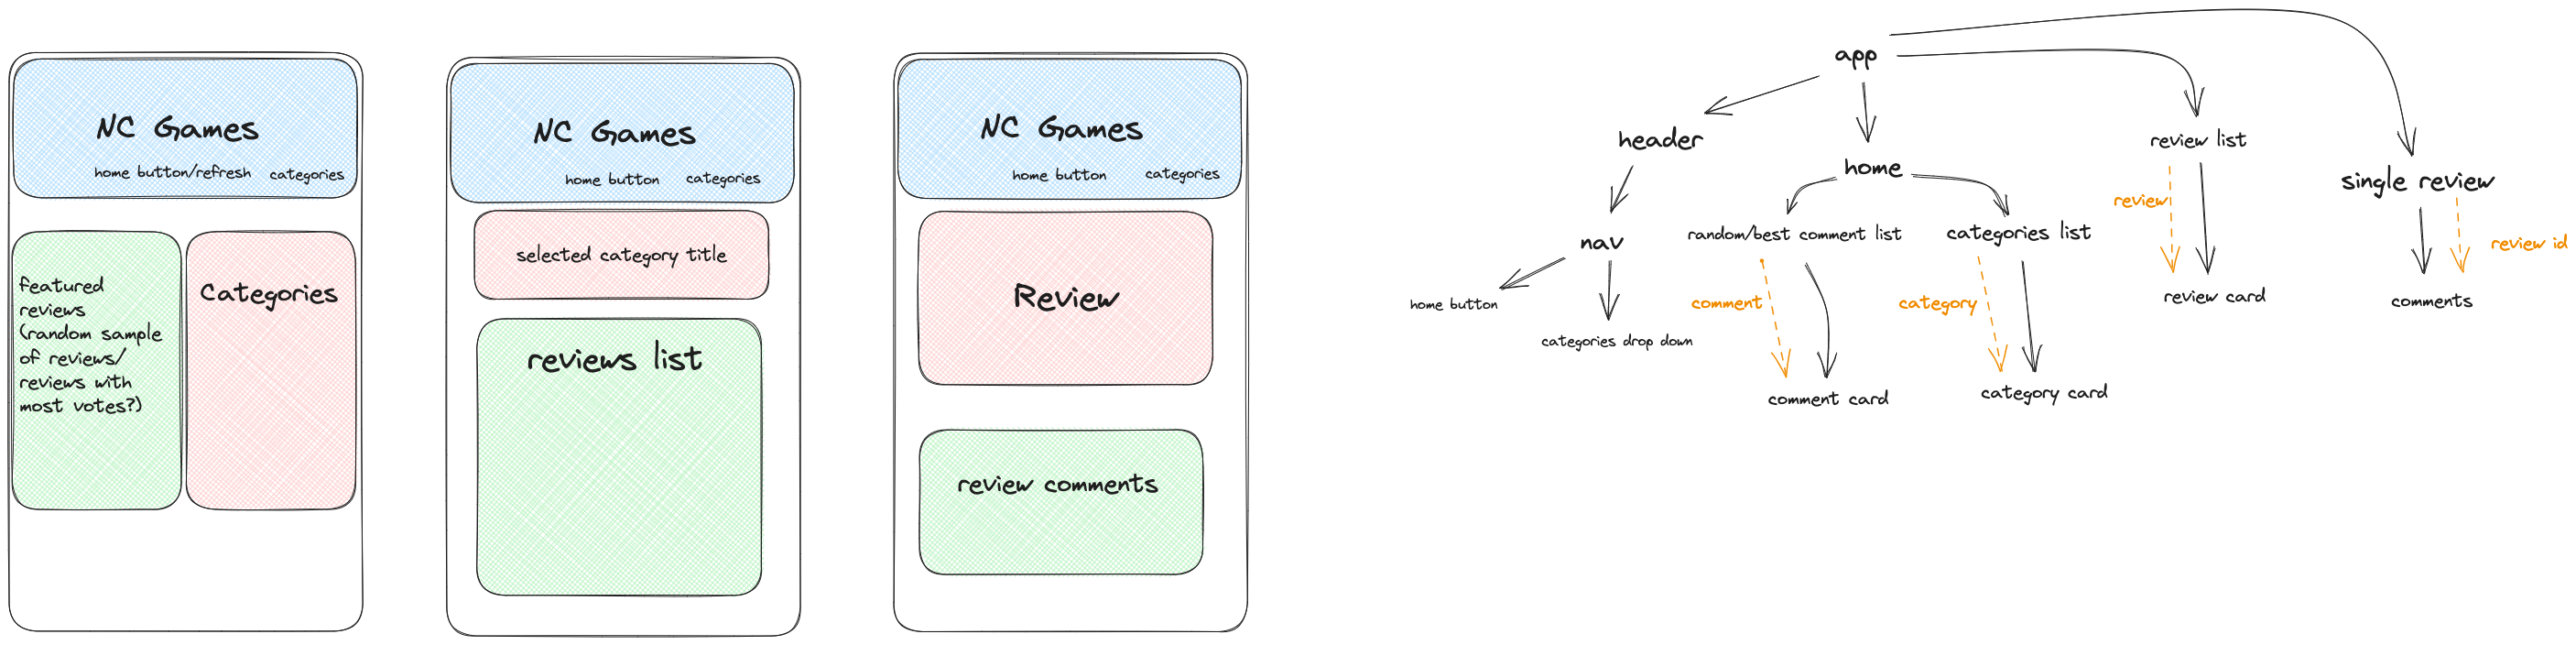 NC Games
home button/refresh
categories
featured
reviews
(random sample
of reviews/
reviews with
most votes?)
Categories
NC Games
home button
categories
selected category title
reviews list
NC Games
home button
categories
Review
review comments
app
header
home
review list
single review
nav
random/best comment list
categories list
review
review id
home button
categories drop down
comment
category
review card
comments
comment card
category card